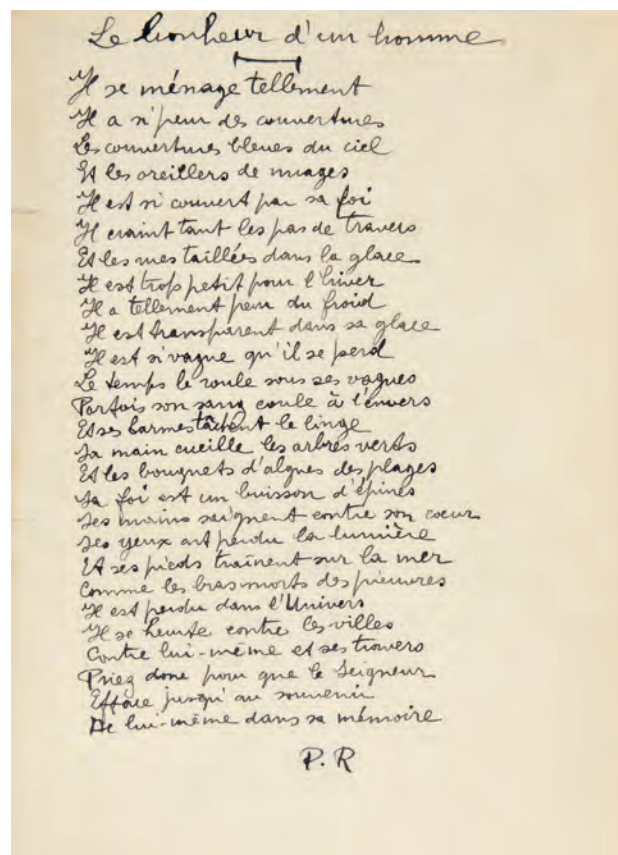 Le bonheur d'un homme
Il se ménage tellement
Il a si peur des couvertures
Les couvertures bleues du ciel
Et les oreillers de nuages
Il est si couvert par sa foi
Il craint tant les pas de travers
Et les rues taillées dans la glace
Il est trop petit pour l'hiver
Il a tellement peur du froid
Il est transparent dans sa glace
Il est si vague qu'il se perd
Le temps le roule sous ses vagues
Parfois son sang coule à l'envers
Et ses larmes tâchent le linge
Sa main cueille les arbres verts
Et les bouquets d'algues des plages
Sa foi est un buisson d'épines
Ses mains saignent contre son coeur
Ses yeux ont perdu la lumière
Et ses pieds traînent sur la mer
Comme les bras morts des pieuvres
Il est perdu dans l'Univers
Il se heurte contre les villes
Contre lui-même et ses travers
Priez donc pour que le Seigneur
Efface jusqu'au souvenir
De lui-même dans sa mémoire
P. R